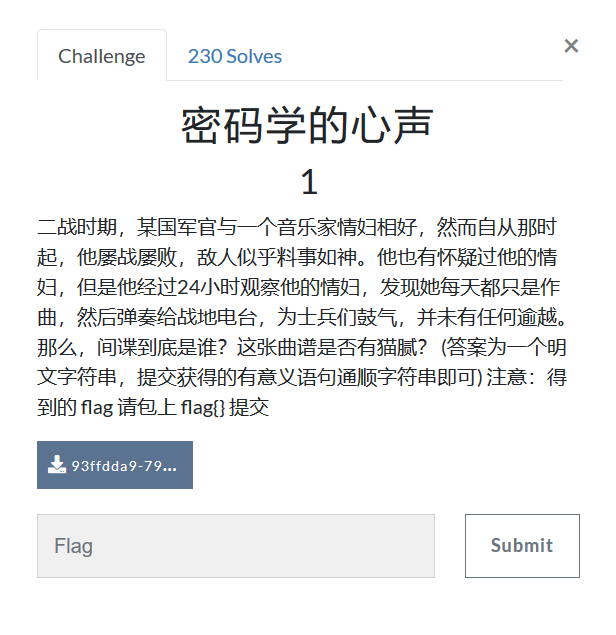 Challenge
230 Solves
×
密码学的心声
1
二战时期，某国军官与一个音乐家情妇相好，然而自从那时
起，他屡战屡败，敌人似乎料事如神。他也有怀疑过他的情
妇，但是他经过24小时观察他的情妇，发现她每天都只是作
曲，然后弹奏给战地电台，为士兵们鼓气，并未有任何逾越。
那么，间谍到底是谁？这张曲谱是否有猫腻？ (答案为一个明
文字符串，提交获得的有意义语句通顺字符串即可) 注意：得
到的 flag 请包上 flag{} 提交
93ffdda9-79...
Flag
Submit